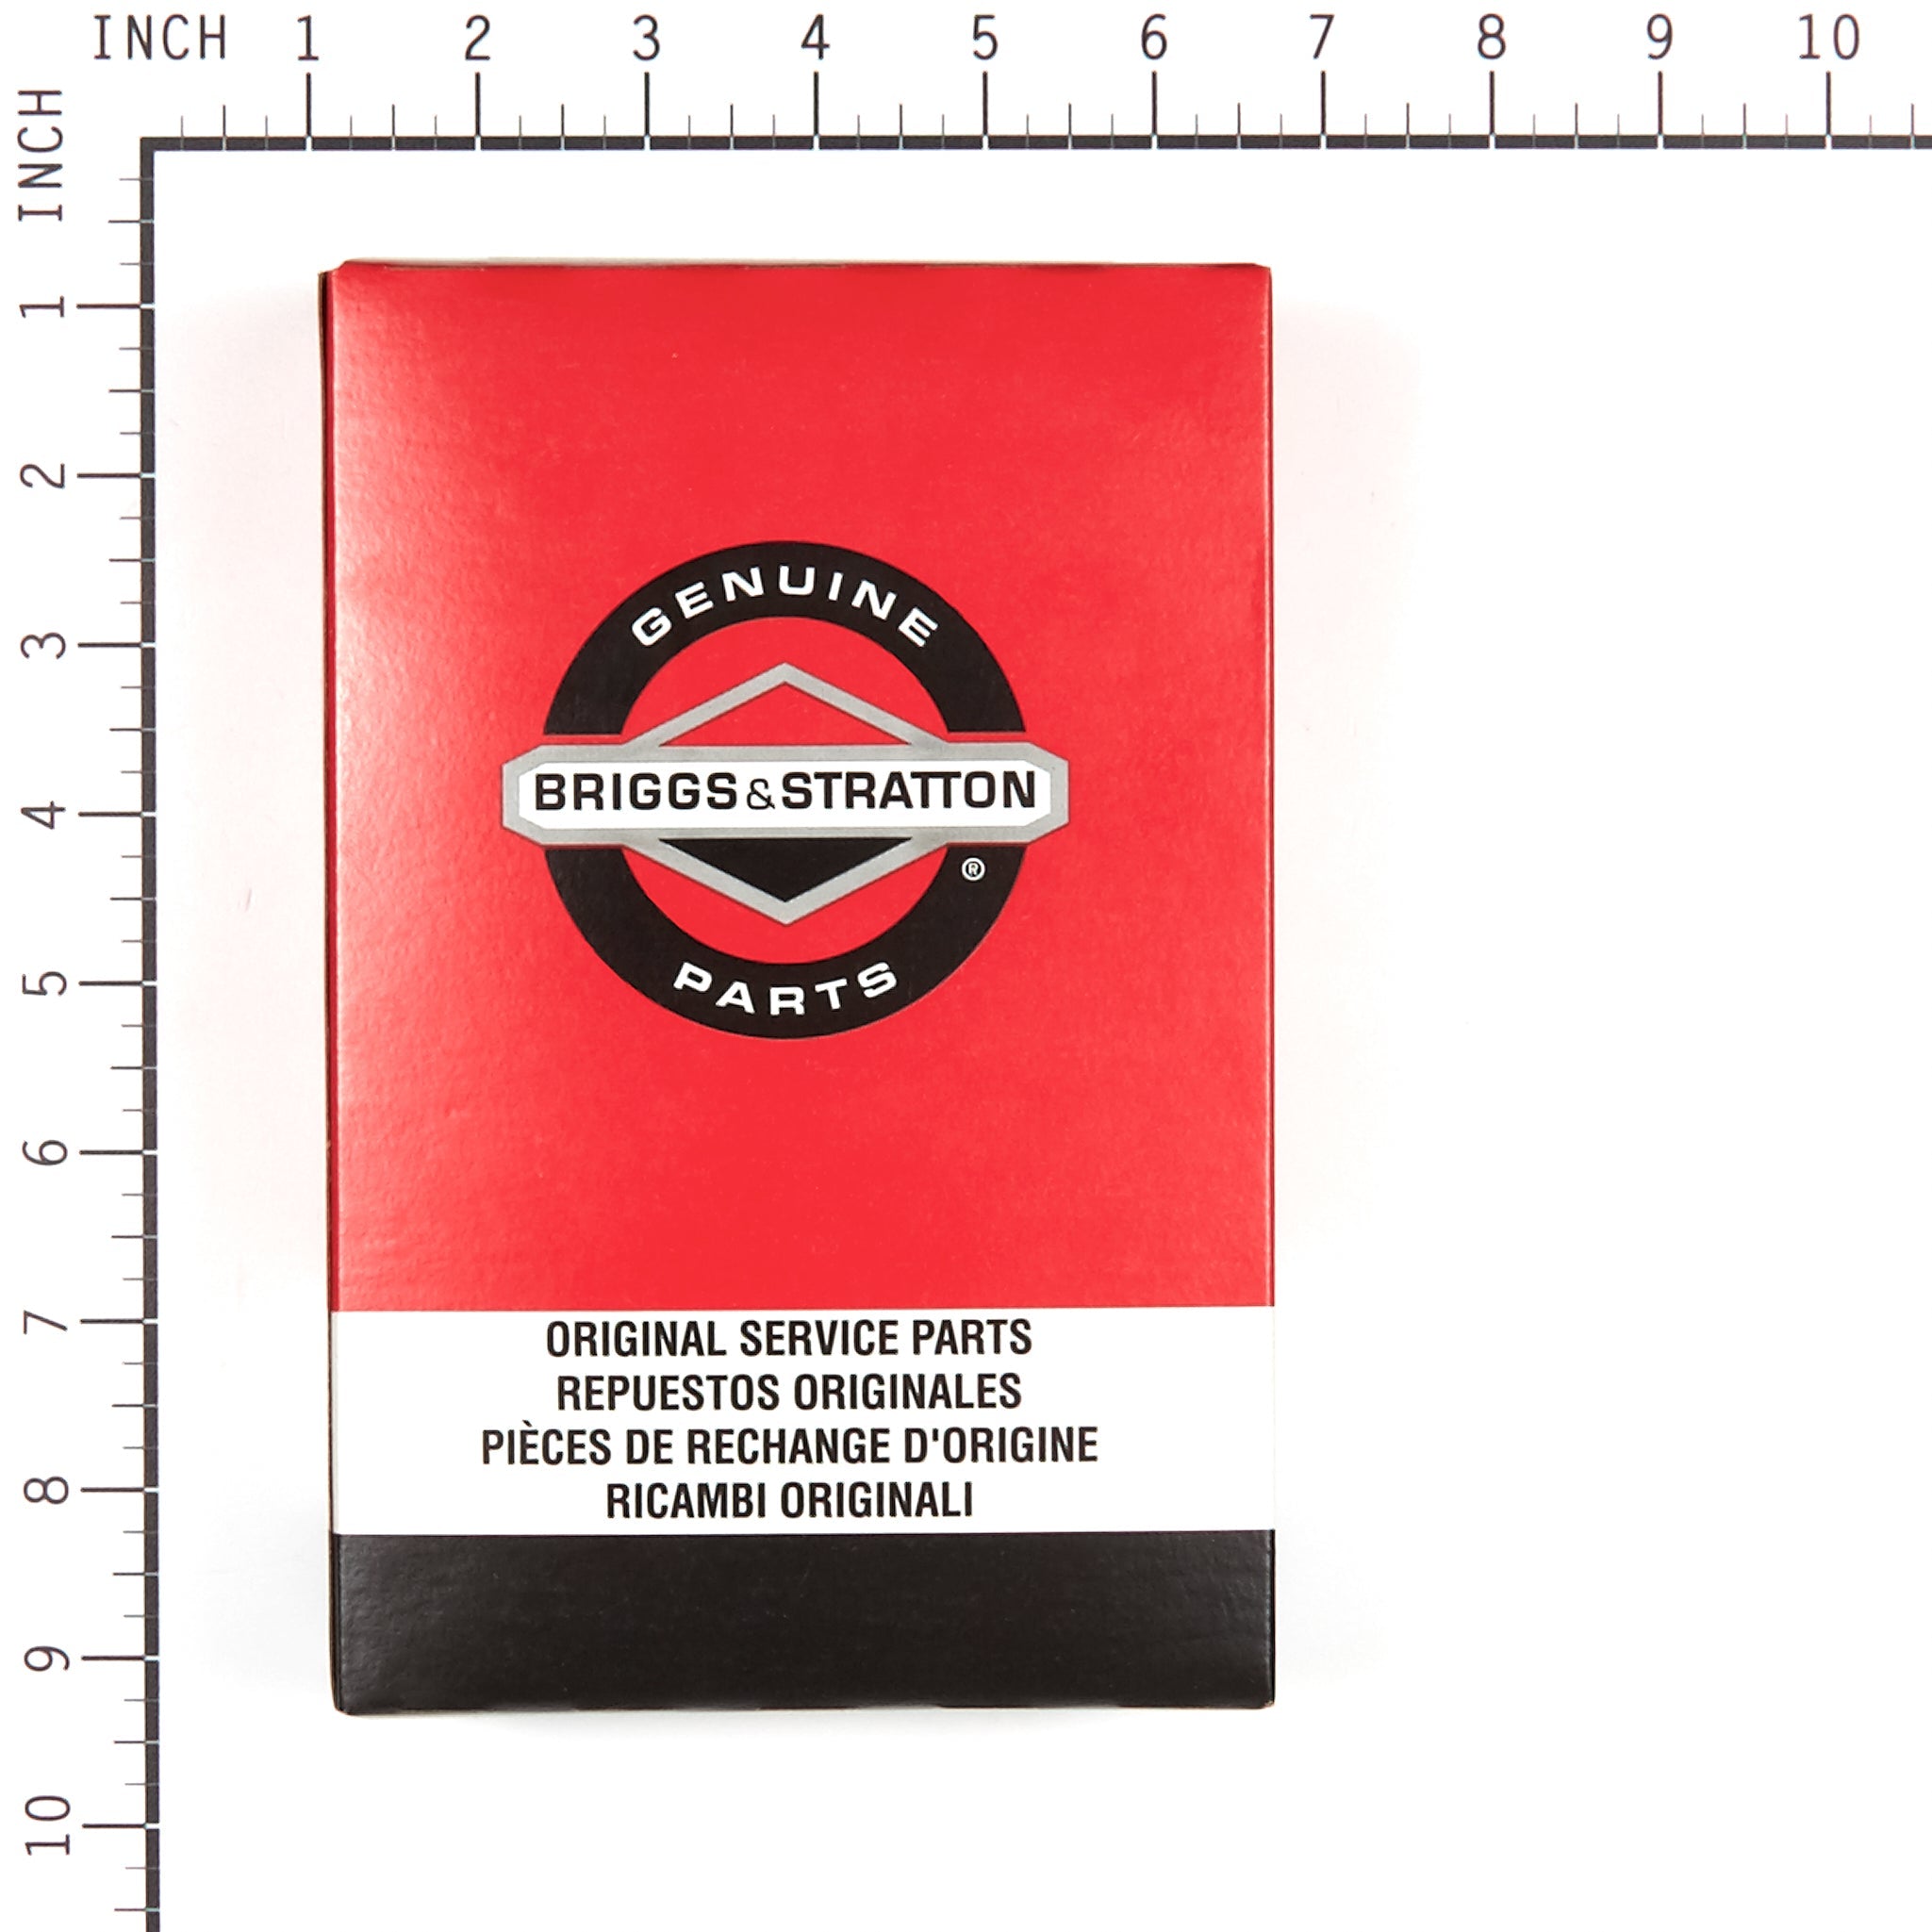 INCH 1 2 3 4 5 6 7 8 9 10
INCH 1 2 3 4 5 6 7 8 9 10
GENUINE
BRIGGS & STRATTON
®
PARTS
ORIGINAL SERVICE PARTS
REPUESTOS ORIGINALES
PIÈCES DE RECHANGE D'ORIGINE
RICAMBI ORIGINALI